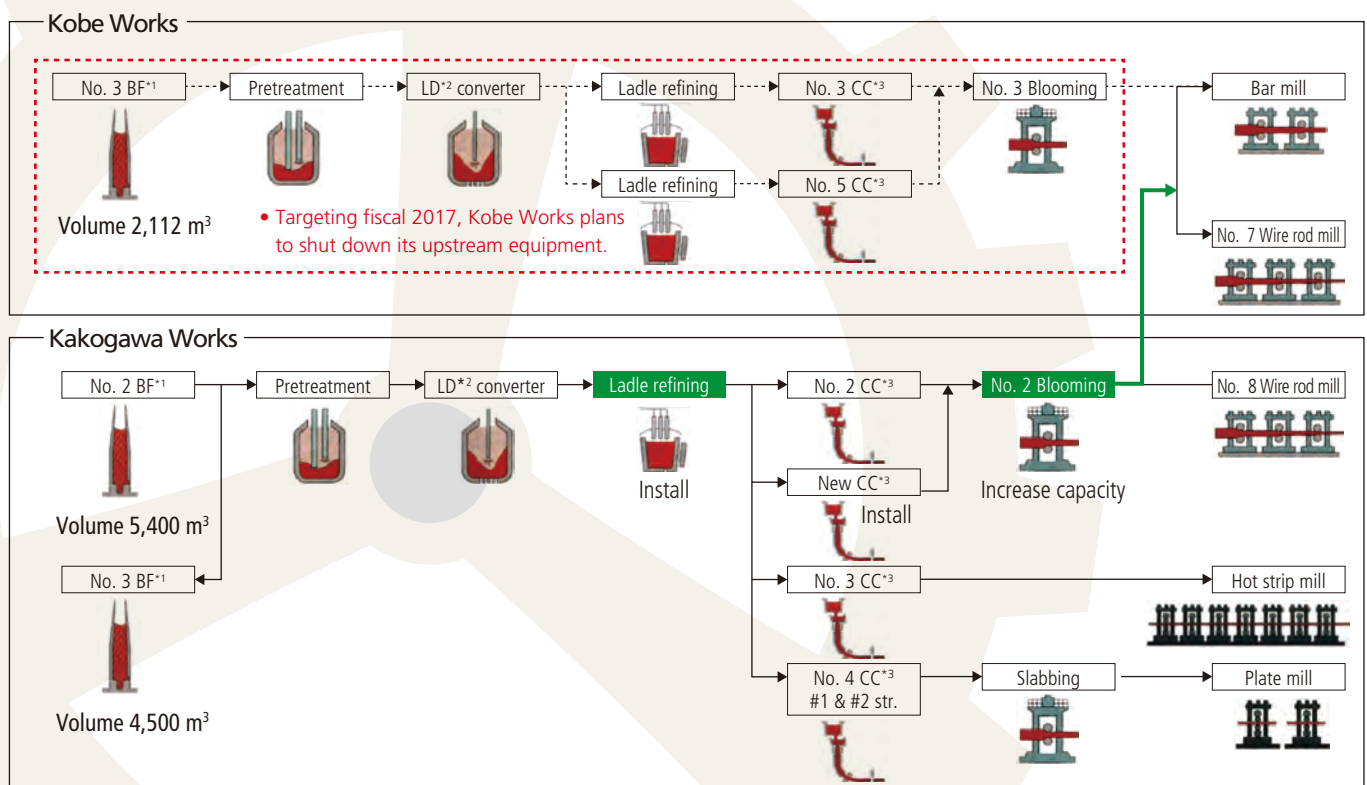 Kobe Works
No. 3 BF*1
Pretreatment
LD*2 converter
Ladle refining
No. 3 CC*3
No. 3 Blooming
Bar mill
Ladle refining
No. 5 CC*3
Volume 2,112 m3
• Targeting fiscal 2017, Kobe Works plans
to shut down its upstream equipment.
No. 7 Wire rod mill
Kakogawa Works
No. 2 BF*1
Pretreatment
LD*2 converter
Ladle refining
No. 2 CC*3
No. 2 Blooming
No. 8 Wire rod mill
Install
New CC*3
Increase capacity
Install
Volume 5,400 m3
No. 3 BF*1
No. 3 CC*3
Hot strip mill
No. 4 CC*3
#1 & #2 str.
Slabbing
Plate mill
Volume 4,500 m3